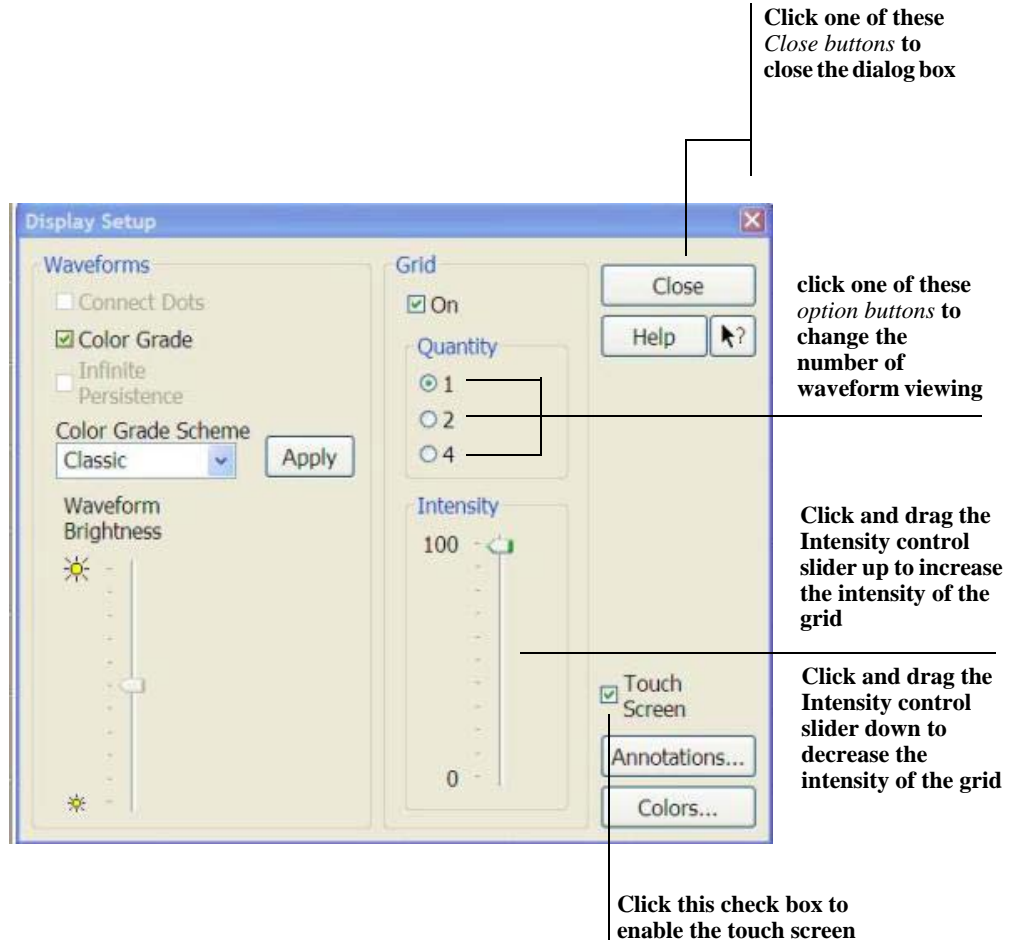 Click one of these
Close buttons to
close the dialog box
Display Setup
Waveforms
Connect Dots
Color Grade
Infinite
Persistence
Color Grade Scheme
Classic
Apply
Waveform
Brightness
Grid
On
Quantity
1
2
4
Intensity
100
0
Close
Help
?
Touch
Screen
Annotations...
Colors...
click one of these
option buttons to
change the
number of
waveform viewing
Click and drag the
Intensity control
slider up to increase
the intensity of the
grid
Click and drag the
Intensity control
slider down to
decrease the
intensity of the grid
Click this check box to
enable the touch screen